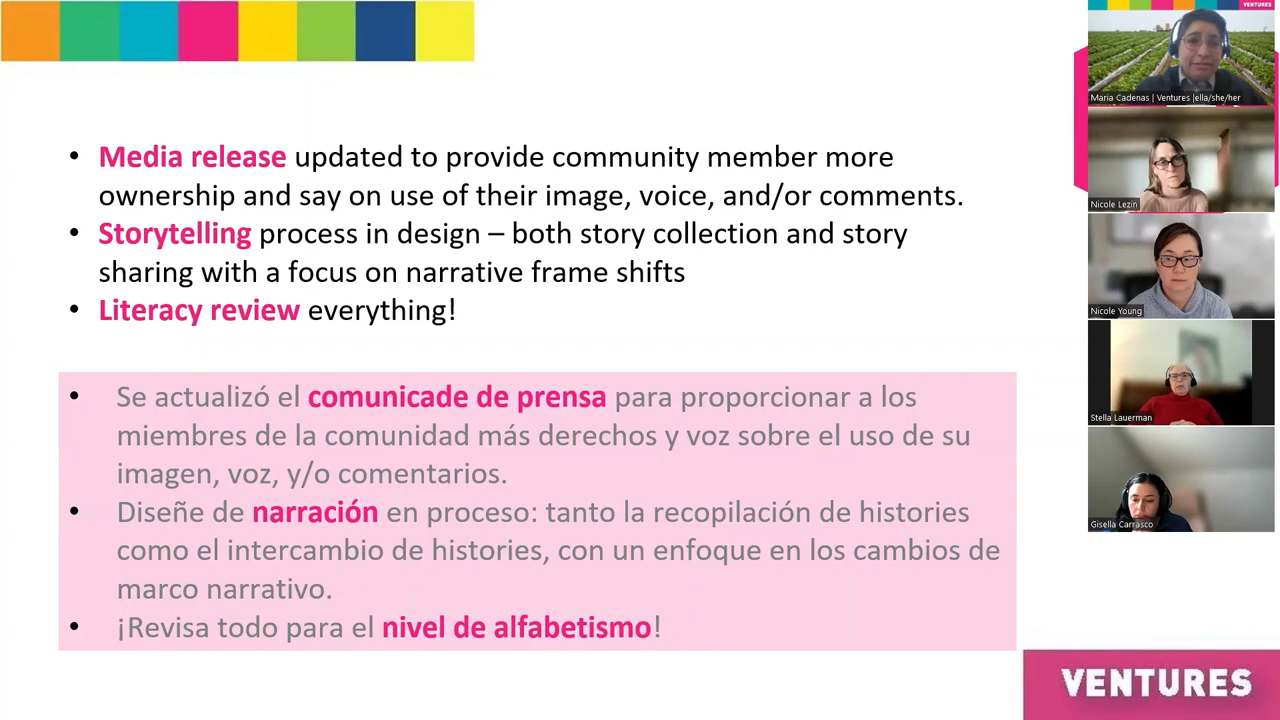 • Media release updated to provide community member more
ownership and say on use of their image, voice, and/or comments.
• Storytelling process in design – both story collection and story
sharing with a focus on narrative frame shifts
• Literacy review everything!
• Se actualizó el comunicade de prensa para proporcionar a los
miembros de la comunidad más derechos y voz sobre el uso de su
imagen, voz, y/o comentarios.
• Diseñe de narración en proceso: tanto la recopilación de histories
como el intercambio de histories, con un enfoque en los cambios de
marco narrativo.
• ¡Revisa todo para el nivel de alfabetismo!
VENTURES
VENTURES
Maria Cadenas | Ventures |ella/she/her
Nicole Lezin
Nicole Young
Stella Lauerman
Gisella Carrasco